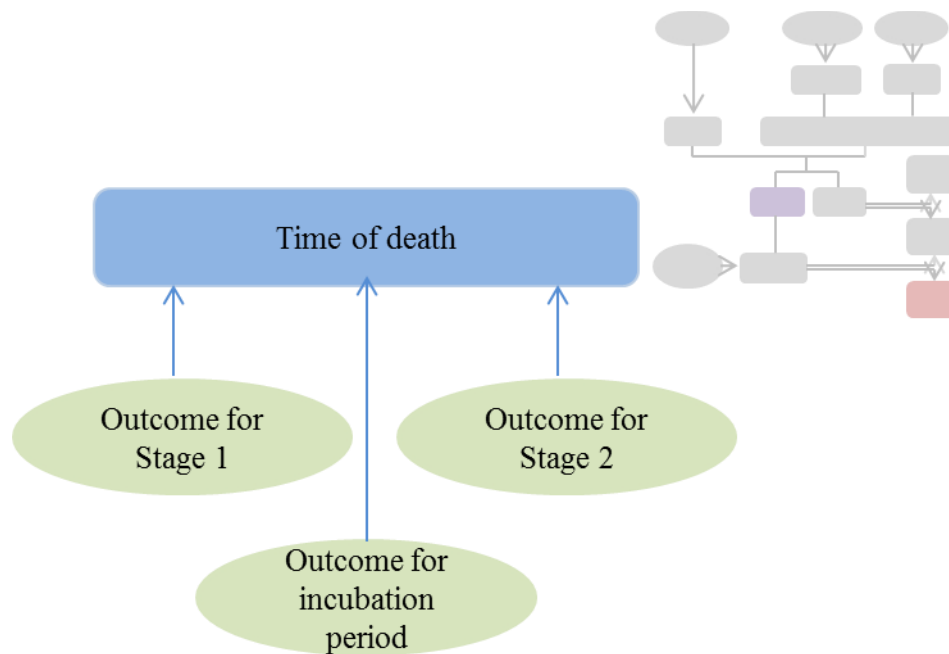 Time of death
Outcome for
Stage 1
Outcome for
Stage 2
Outcome for
incubation
period